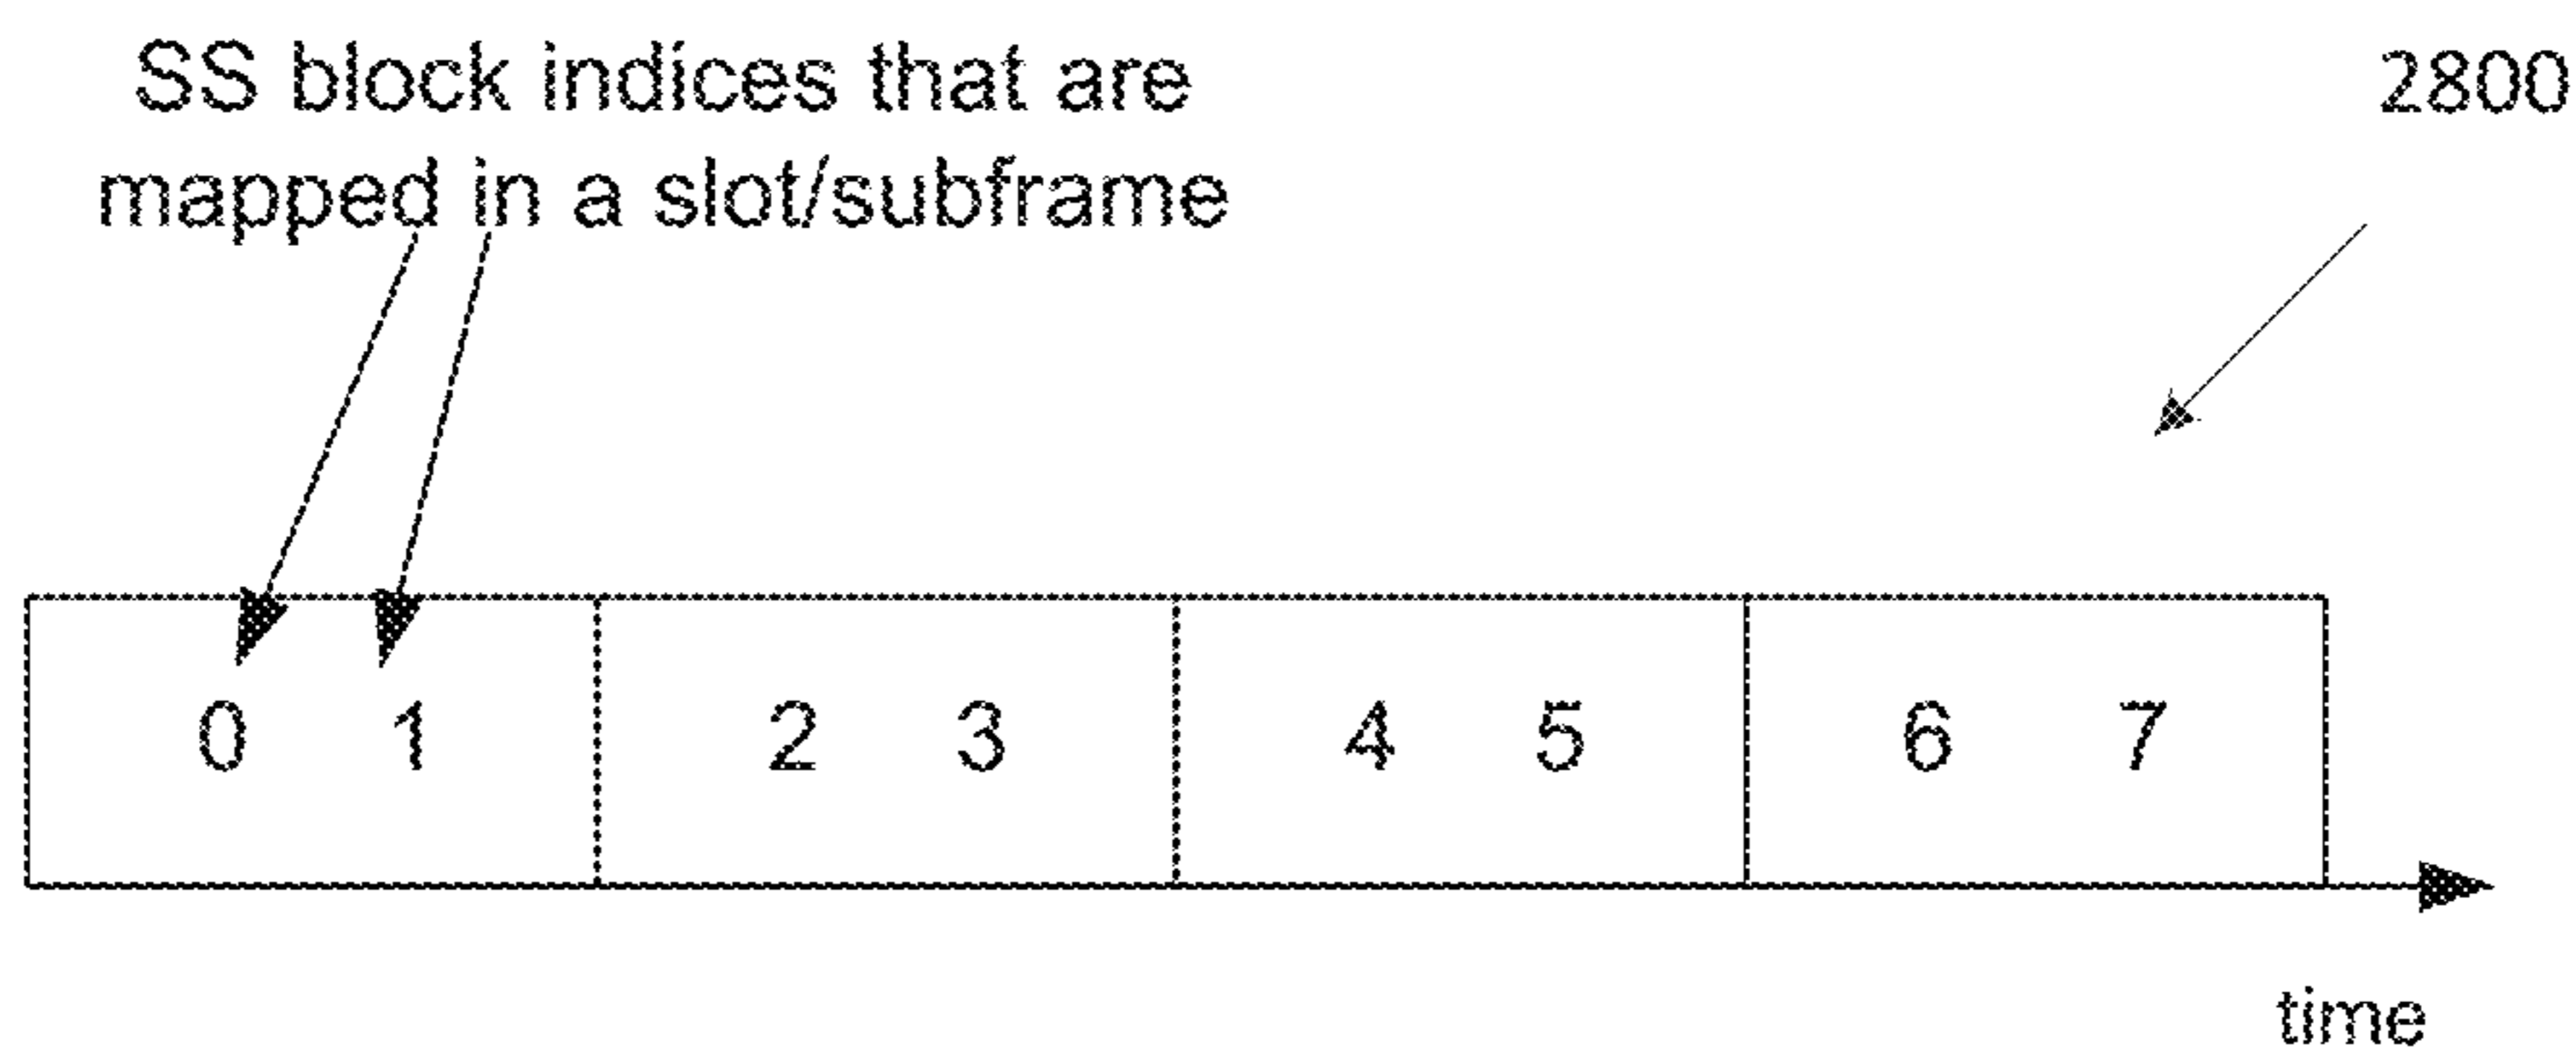 SS block indices that are
mapped in a slot/subframe
2800
0 1 2 3 4 5 6 7
time